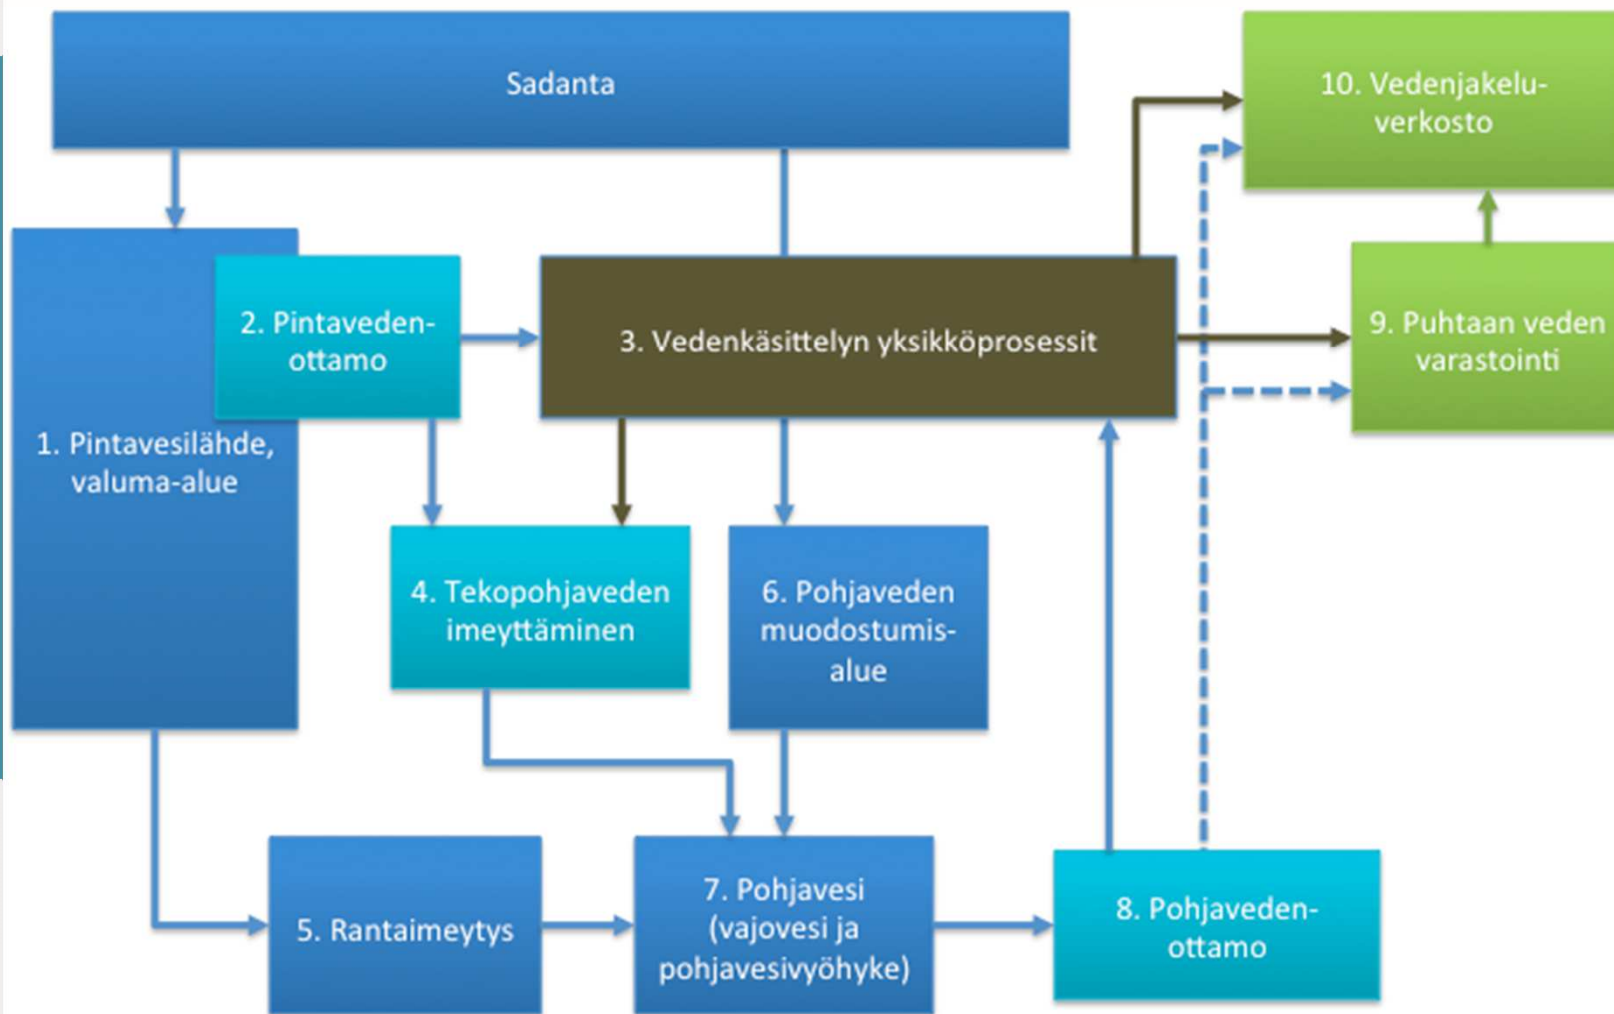 Sadanta
10. Vedenjakelu-
verkosto
2. Pintaveden-
ottamo
3. Vedenkäsittelyn yksikköprosessit
9. Puhtaan veden
varastointi
1. Pintavesilähde,
valuma-alue
4. Tekopohjaveden
imeyttäminen
6. Pohjaveden
muodostumis-
alue
5. Rantaimeytys
7. Pohjavesi
(vajovesi ja
pohjavesivyöhyke)
8. Pohjaveden-
ottamo